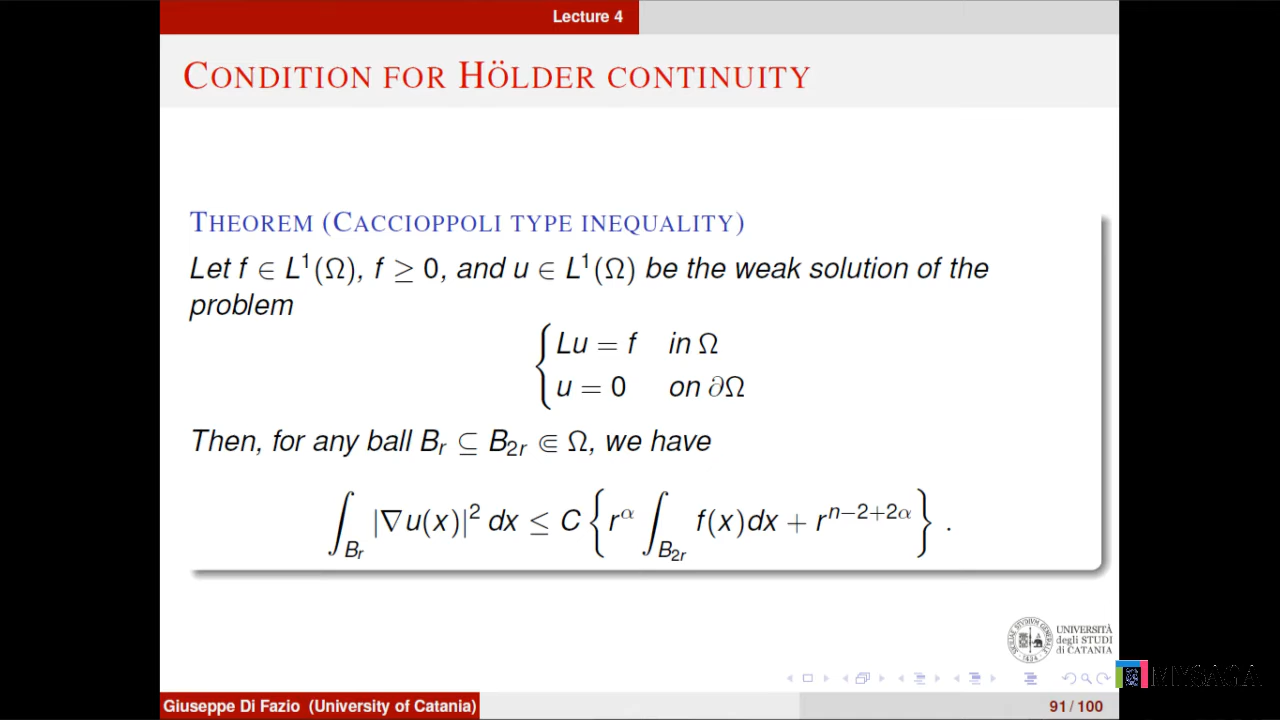 Lecture 4
CONDITION FOR HÖLDER CONTINUITY
THEOREM (CACCIOPPOLI TYPE INEQUALITY)
Let f ∈ L¹(Ω), f ≥ 0, and u ∈ L¹(Ω) be the weak solution of the
problem
{ Lu = f in Ω
u = 0 on ∂Ω
Then, for any ball B_r ⊆ B_{2r} ⋐ Ω, we have
∫_{B_r} |∇u(x)|² dx ≤ C { r^α ∫_{B_{2r}} f(x)dx + r^{n−2+2α} } .
UNIVERSITÀ
degli STUDI
di CATANIA
MYSAGA
Giuseppe Di Fazio (University of Catania)
91 / 100